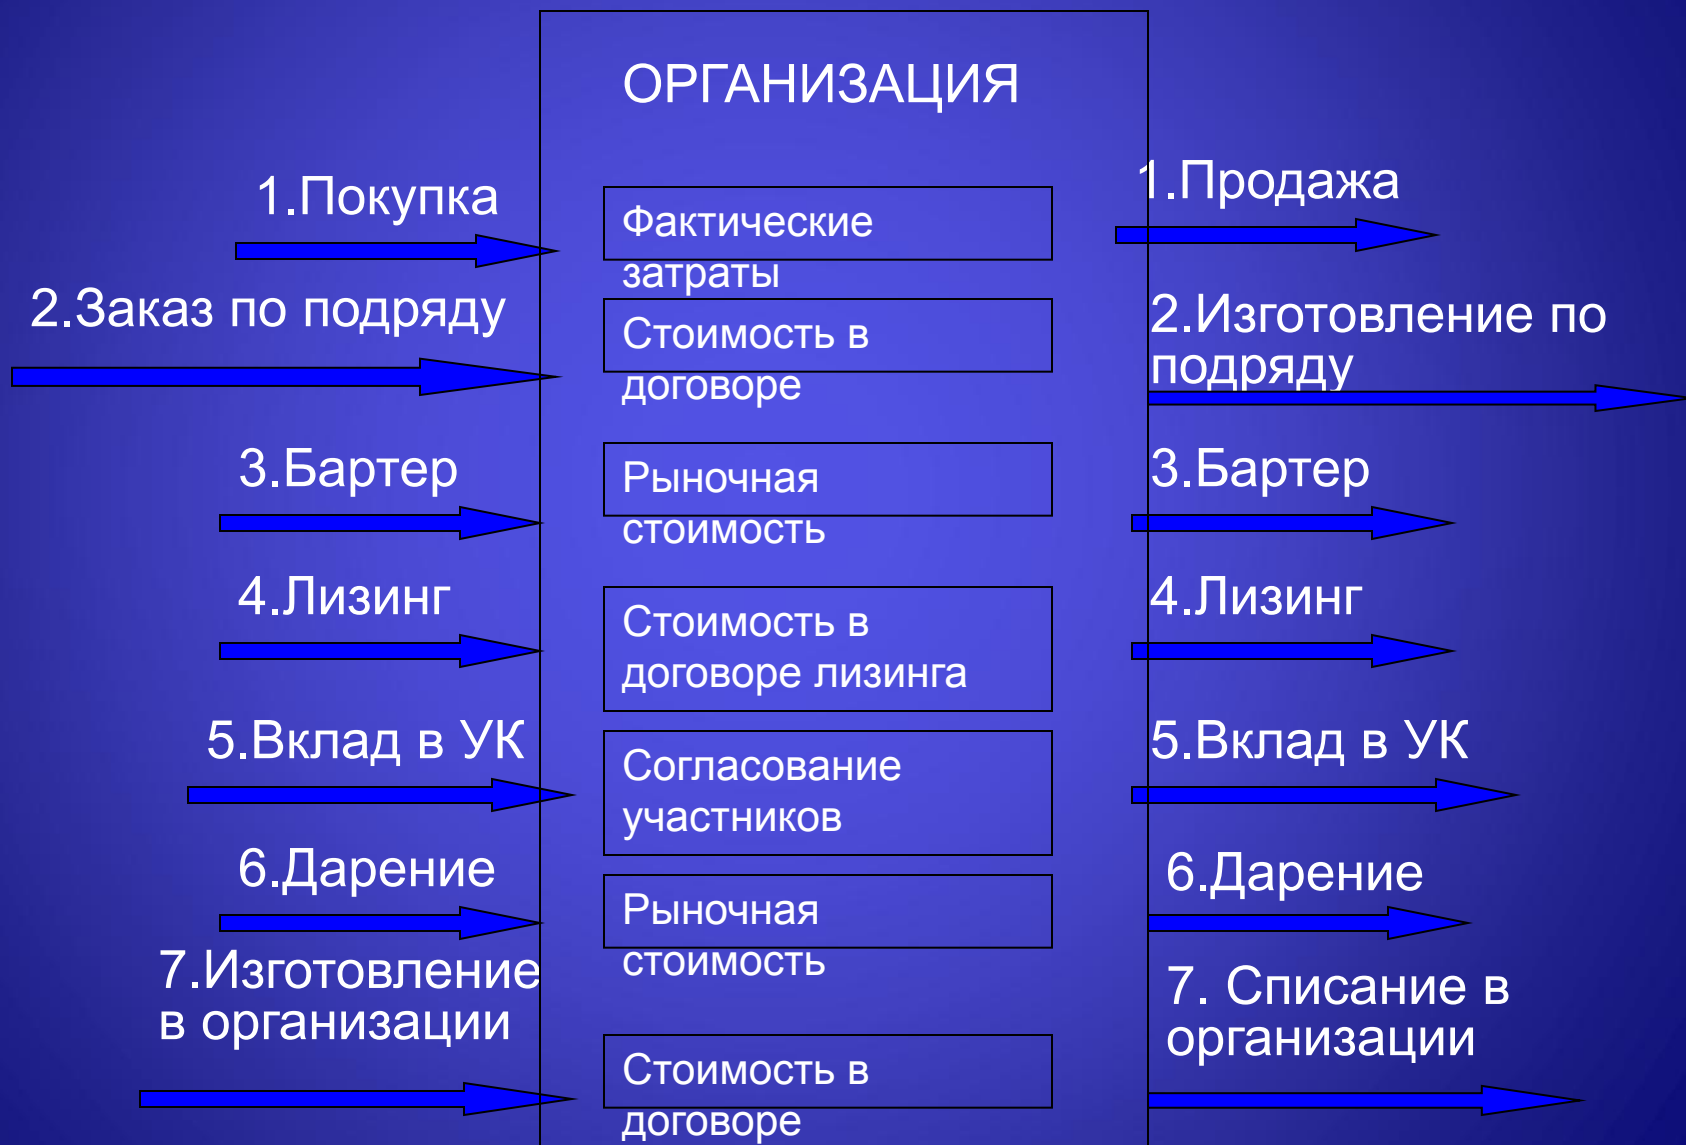 ОРГАНИЗАЦИЯ
1.Покупка
Фактические
затраты
1.Продажа
2.Заказ по подряду
Стоимость в
договоре
2.Изготовление по
подряду
3.Бартер
Рыночная
стоимость
3.Бартер
4.Лизинг
Стоимость в
договоре лизинга
4.Лизинг
5.Вклад в УК
Согласование
участников
5.Вклад в УК
6.Дарение
Рыночная
стоимость
6.Дарение
7.Изготовление
в организации
Стоимость в
договоре
7. Списание в
организации